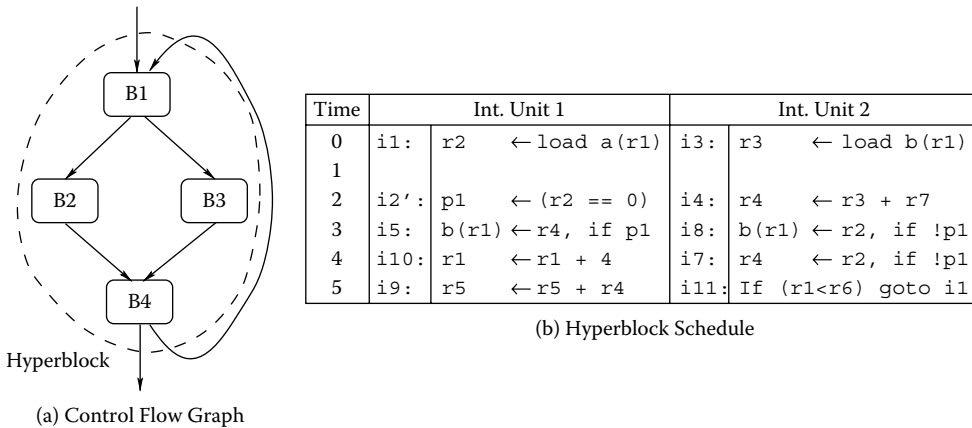 B1
B2 B3
B4
Hyperblock
(a) Control Flow Graph
Time Int. Unit 1 Int. Unit 2
0 i1: r2 ← load a(r1) i3: r3 ← load b(r1)
1
2 i2': p1 ← (r2 == 0) i4: r4 ← r3 + r7
3 i5: b(r1) ← r4, if p1 i8: b(r1) ← r2, if !p1
4 i10: r1 ← r1 + 4 i7: r4 ← r2, if !p1
5 i9: r5 ← r5 + r4 i11: If (r1<r6) goto i1
(b) Hyperblock Schedule